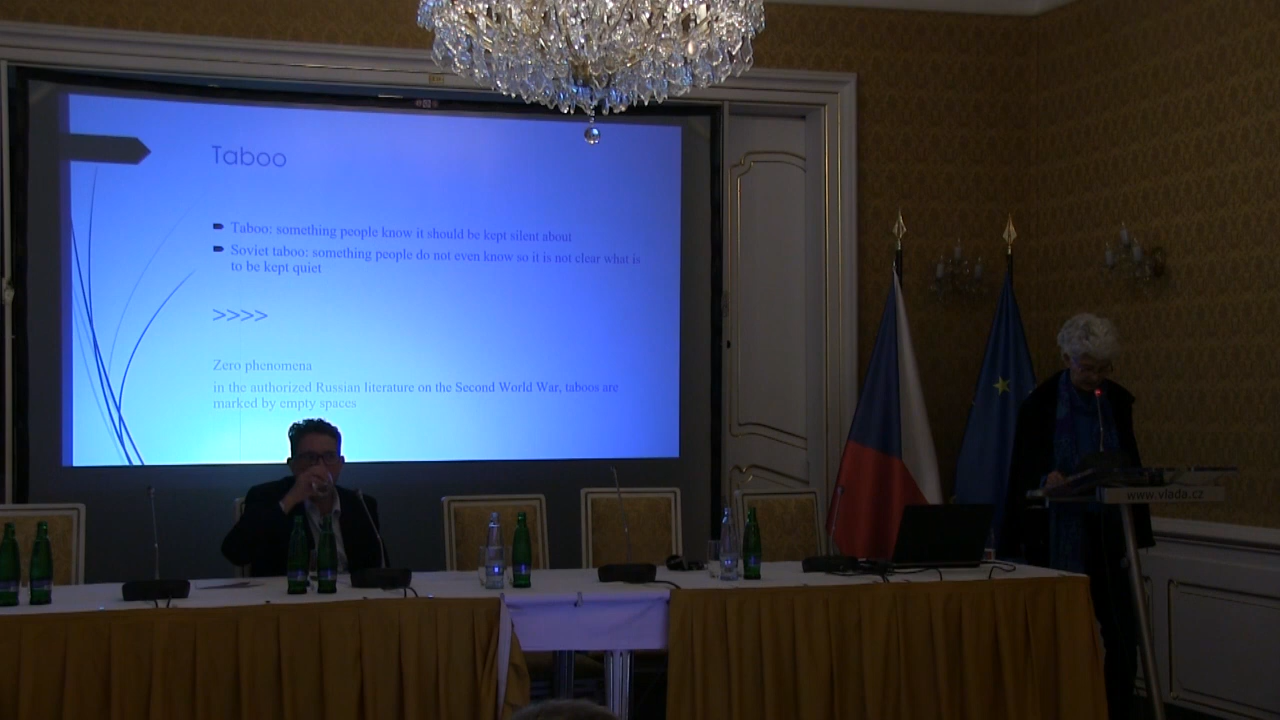 Taboo
Taboo: something people know it should be kept silent about
Soviet taboo: something people do not even know so it is not clear what is
to be kept quiet
>>>>
Zero phenomena
in the authorized Russian literature on the Second World War, taboos are
marked by empty spaces
www.vlada.cz